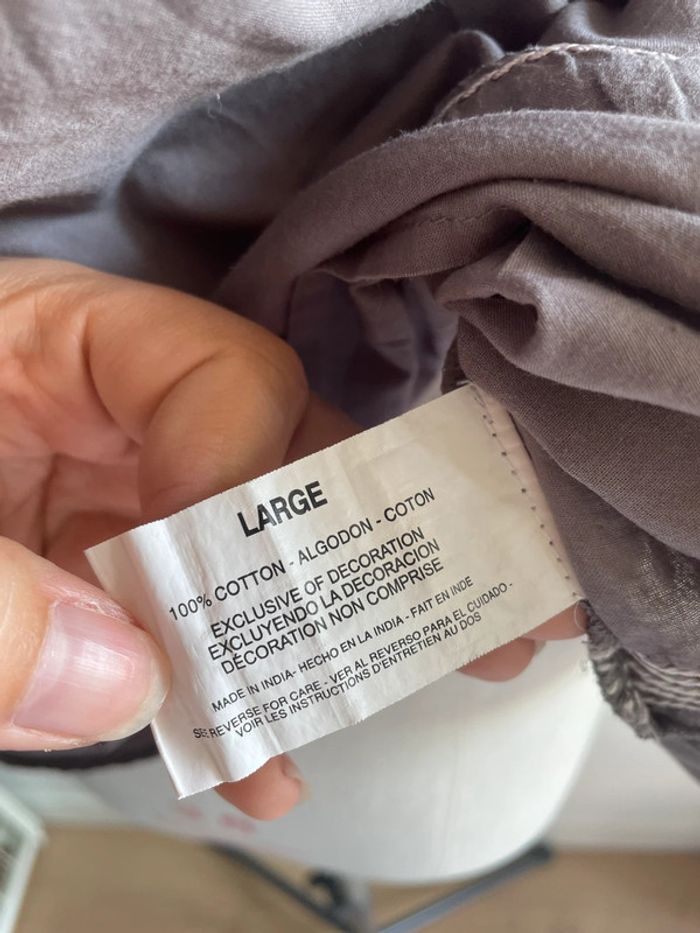 LARGE
100% COTTON - ALGODON - COTON
EXCLUSIVE OF DECORATION
EXCLUYENDO LA DECORACION
DÉCORATION NON COMPRISE
MADE IN INDIA- HECHO EN LA INDIA - FAIT EN INDE
SEE REVERSE FOR CARE - VER AL REVERSO PARA EL CUIDADO -
VOIR LES INSTRUCTIONS D'ENTRETIEN AU DOS